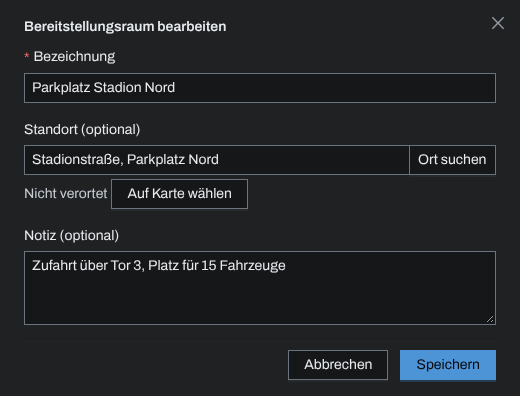 Bereitstellungsraum bearbeiten
* Bezeichnung
Parkplatz Stadion Nord
Standort (optional)
Stadionstraße, Parkplatz Nord Ort suchen
Nicht verortet Auf Karte wählen
Notiz (optional)
Zufahrt über Tor 3, Platz für 15 Fahrzeuge
Abbrechen Speichern